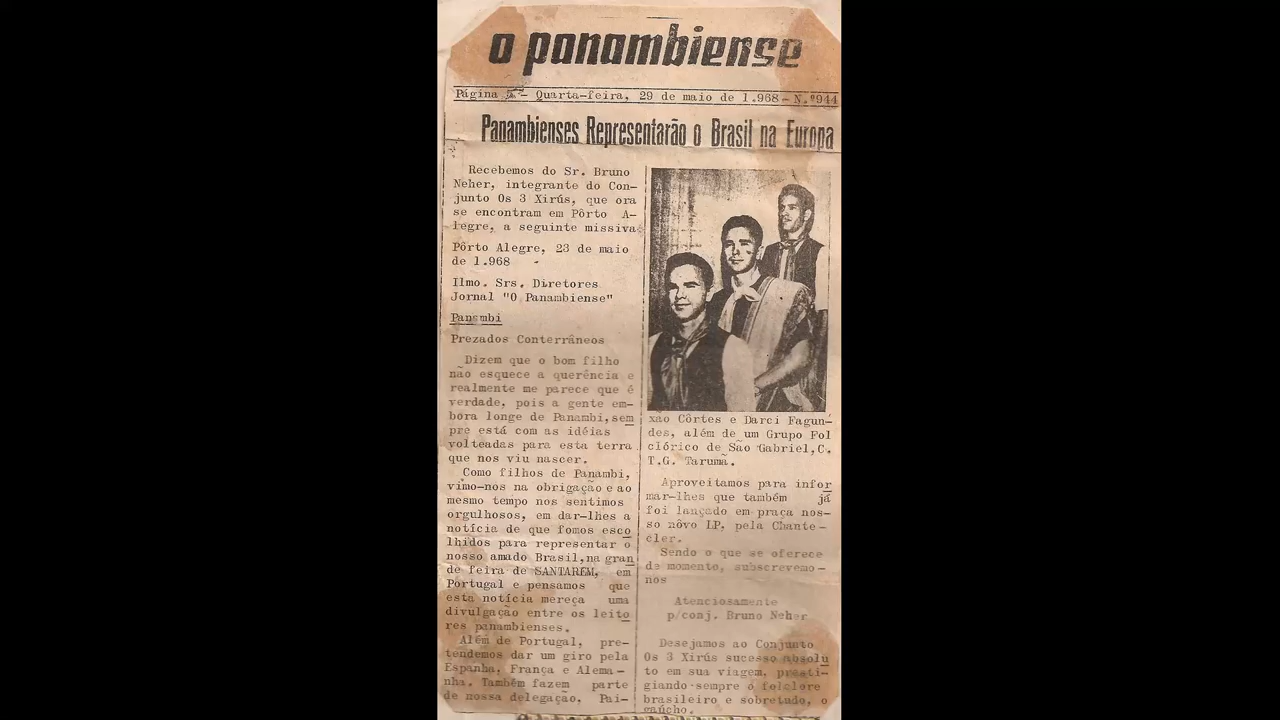 o panambiense
Página 5 - Quarta-feira, 29 de maio de 1.968 - N.º944
Panambienses Representarão o Brasil na Europa
Recebemos do Sr. Bruno
Neher, integrante do Con-
junto Os 3 Xirús, que ora
se encontram em Pôrto A-
legre, a seguinte missiva:
Pôrto Alegre, 23 de maio
de 1.968 -
Ilmo. Srs. Diretores
Jornal "O Panambiense"
Panambi
Prezados Conterrâneos
Dizem que o bom filho
não esquece a querência e
realmente me parece que é
verdade, pois a gente em-
bora longe de Panambi, sem
pre está com as idéias
volteadas para esta terra
que nos viu nascer.
Como filhos de Panambi,
vimo-nos na obrigação e ao
mesmo tempo nos sentimos
orgulhosos, em dar-lhes a
notícia de que fomos esco
lhidos para representar o
nosso amado Brasil, na gran
de feira de SANTARÉM, em
Portugal e pensamos que
esta notícia mereça uma
divulgação entre os leito
res panambienses.
Além de Portugal, pre-
tendemos dar um giro pela
Espanha, França e Alema-
nha. Também fazem parte
de nossa delegação, Pai-
xão Côrtes e Darci Fagun-
des, além de um Grupo Fol
clórico de São Gabriel, C.
T.G. Tarumã.
Aproveitamos para infor
mar-lhes que também já
foi lançado em praça nos-
so nôvo LP, pela Chante-
cler.
Sendo o que se oferece
de momento, subscrevemo-
nos
Atenciosamente
p/conj. Bruno Neher
Desejamos ao Conjunto
Os 3 Xirús sucesso absolu
to em sua viagem, presti-
giando sempre o folclore
brasileiro e sobretudo, o
gaúcho.